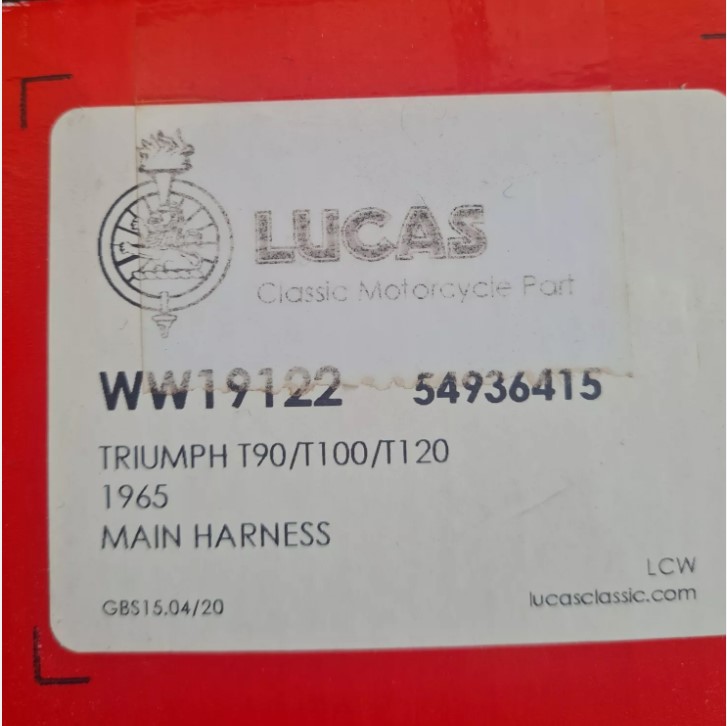 LUCAS
Classic Motorcycle Part
WW19122 54936415
TRIUMPH T90/T100/T120
1965
MAIN HARNESS
LCW
GBS15.04/20 lucasclassic.com